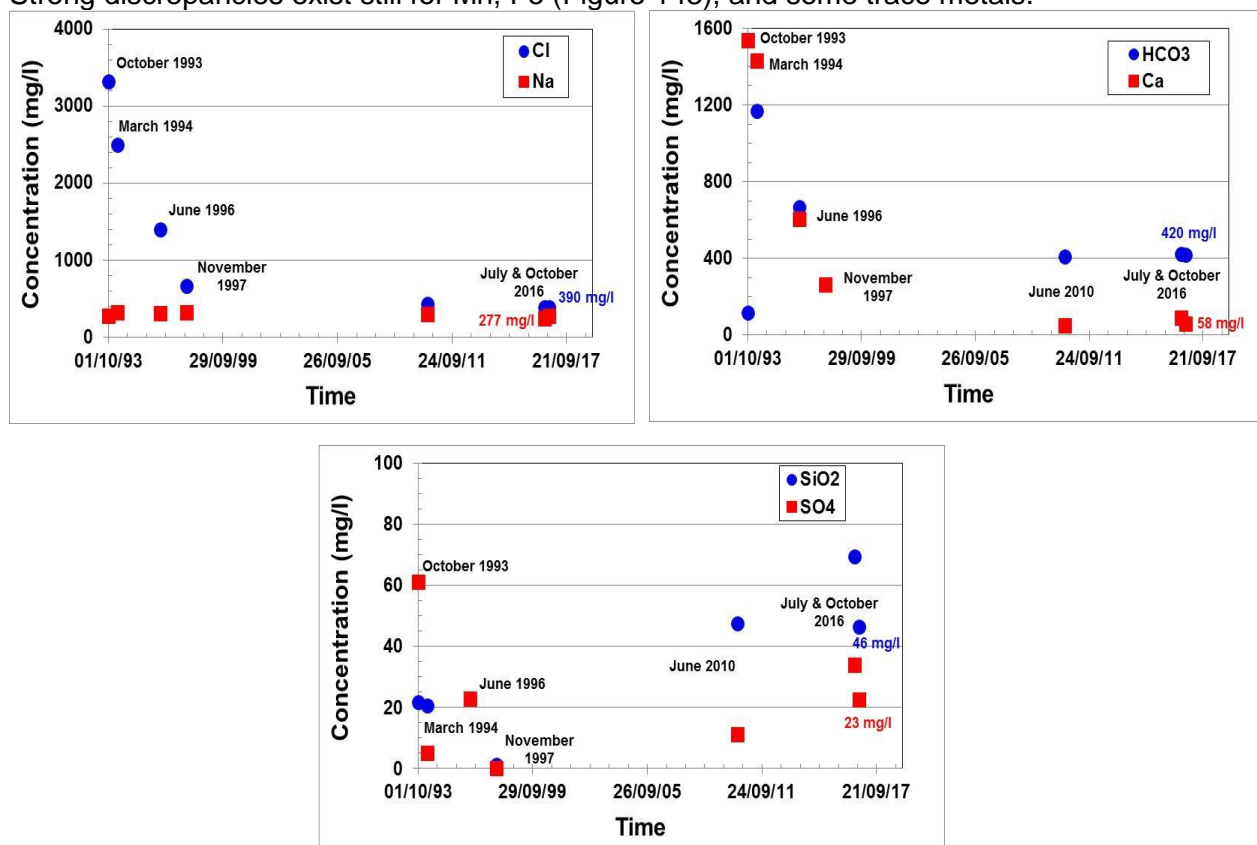 Strong discrepancies exist still for Mn, Fe (Figure 148), and some trace metals.
4000
3000
2000
1000
0
Concentration (mg/l)
October 1993
March 1994
June 1996
November
1997
July & October
2016
390 mg/l
277 mg/l
Cl
Na
01/10/93 29/09/99 26/09/05 24/09/11 21/09/17
Time
1600
1200
800
400
0
Concentration (mg/l)
October 1993
March 1994
June 1996
November
1997
June 2010
420 mg/l
July & October
2016
58 mg/l
HCO3
Ca
01/10/93 29/09/99 26/09/05 24/09/11 21/09/17
Time
100
80
60
40
20
0
Concentration (mg/l)
SiO2
SO4
October 1993
March 1994
June 1996
November
1997
June 2010
July & October
2016
46 mg/l
23 mg/l
01/10/93 29/09/99 26/09/05 24/09/11 21/09/17
Time